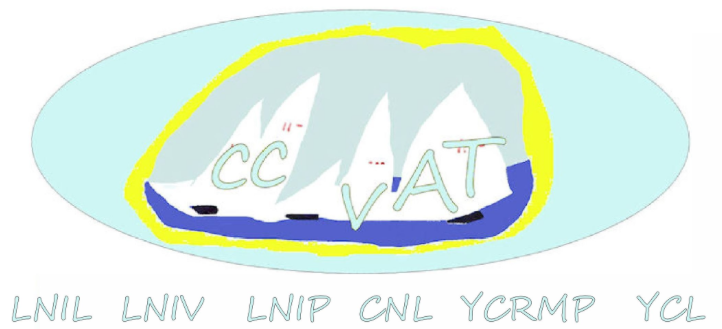 CC VAT
LNIL LNIV LNIP CNL YCRMP YCL